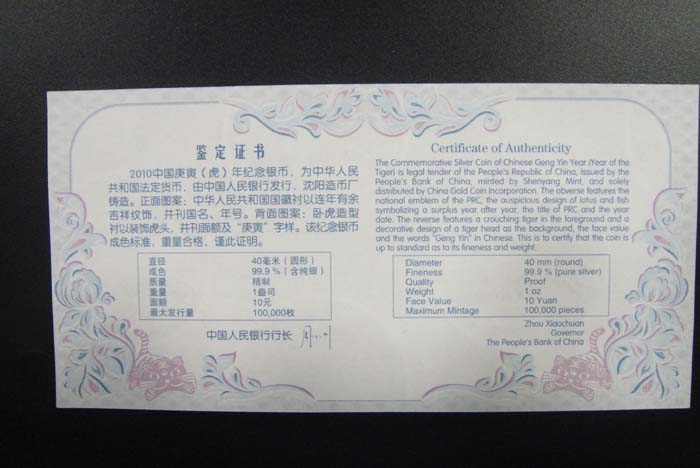 鉴定证书
2010中国庚寅（虎）年纪念银币，为中华人民
共和国法定货币，由中国人民银行发行，沈阳造币厂
铸造。正面图案：中华人民共和国国徽衬以连年有余
吉祥纹饰，并刊国名、年号。背面图案：卧虎造型
衬以装饰虎头，并刊面额及“庚寅”字样。该纪念银币
成色标准，重量合格，谨此证明。
直径 40毫米（圆形）
成色 99.9％（含纯银）
质量 精制
重量 1盎司
面额 10元
最大发行量 100,000枚
中国人民银行行长
Certificate of Authenticity
The Commemorative Silver Coin of Chinese Geng Yin Year (Year of the
Tiger) is legal tender of the People's Republic of China, issued by the
People's Bank of China, minted by Shenyang Mint, and solely
distributed by China Gold Coin Incorporation. The obverse features the
national emblem of the PRC, the auspicious design of lotus and fish
symbolizing a surplus year after year, the title of PRC and the year
date. The reverse features a crouching tiger in the foreground and a
decorative design of a tiger head as the background, the face value
and the words "Geng Yin" in Chinese. This is to certify that the coin is
up to standard as to its fineness and weight.
Diameter 40 mm (round)
Fineness 99.9 % (pure silver)
Quality Proof
Weight 1 oz
Face Value 10 Yuan
Maximum Mintage 100,000 pieces
Zhou Xiaochuan
Governor
The People's Bank of China